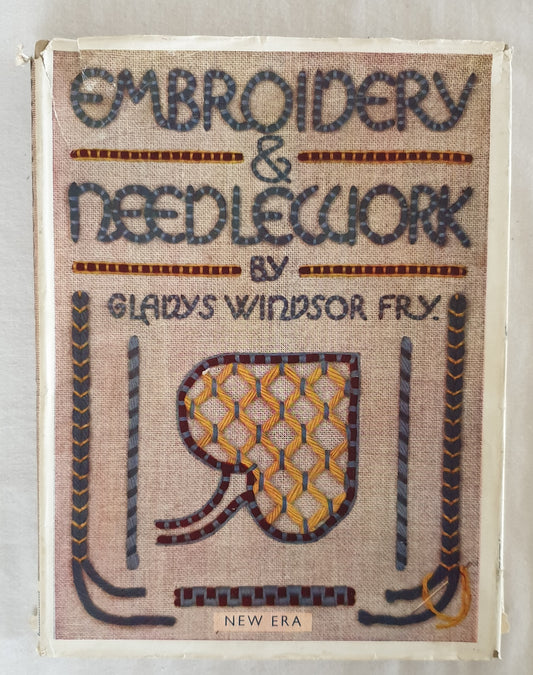 EMBROIDERY
&
NEEDLEWORK
BY
GLADYS WINDSOR FRY.
NEW ERA